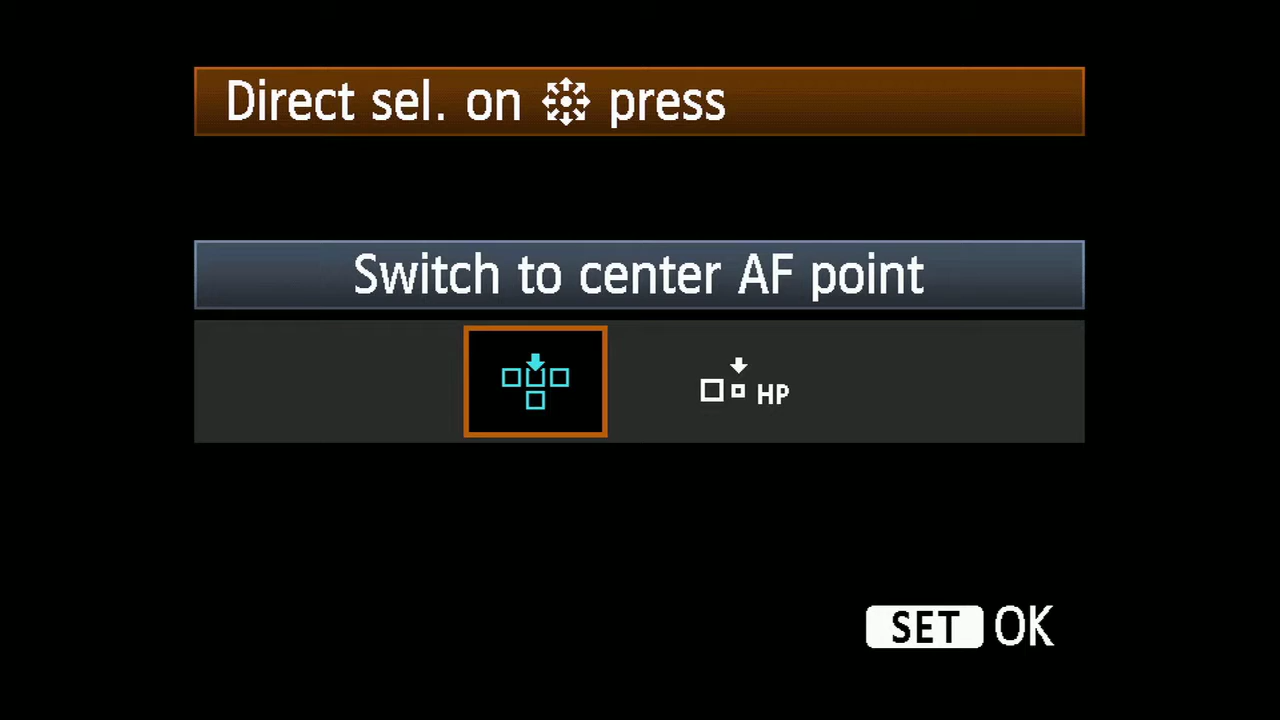 Direct sel. on press
Switch to center AF point
HP
SET OK